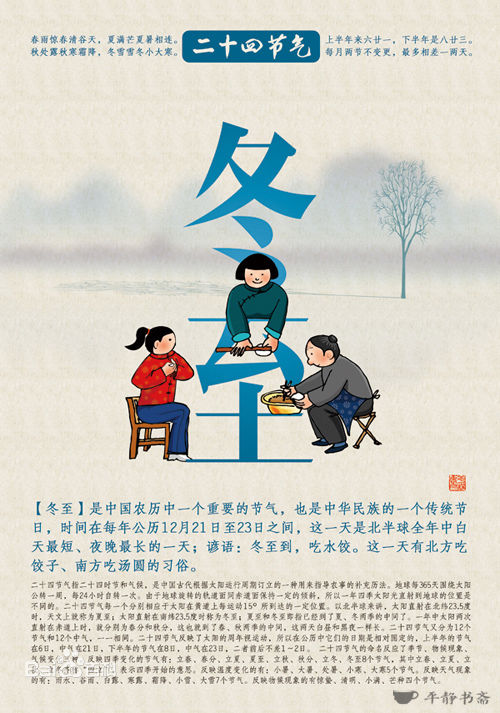 春雨惊春清谷天，夏满芒夏暑相连。
秋处露秋寒霜降，冬雪雪冬小大寒。
二十四节气
上半年来六廿一，下半年是八廿三。
每月两节不变更，最多相差一两天。
冬至
【冬至】是中国农历中一个重要的节气，也是中华民族的一个传统节
日，时间在每年公历12月21日至23日之间，这一天是北半球全年中白
天最短、夜晚最长的一天；谚语：冬至到，吃水饺。这一天有北方吃
饺子、南方吃汤圆的习俗。
二十四节气指二十四时节和气候，是中国古代根据太阳运行周期订立的一种用来指导农事的补充历法。地球每365天围绕太阳
公转一周，每24小时自转一次。由于地球旋转的轨道面同赤道面保持一定的倾斜，所以一年四季太阳光直射到地球的位置是
不同的。二十四节气每一个分别相应于太阳在黄道上每运动15°所到达的一定位置。以北半球来讲，太阳直射在北纬23.5度
时，天文上就称为夏至；太阳直射在南纬23.5度时称为冬至；夏至和冬至即指已经到了夏、冬两季的中间了。一年中太阳两次
直射在赤道上时，就分别为春分和秋分，这也就到了春、秋两季的中间，这两天白昼和黑夜一样长。二十四节气又分为12个
节气和12个中气，一一相间。二十四节气反映了太阳的周年视运动，所以在公历中它们的日期是相对固定的，上半年的节气
在6日，中气在21日，下半年的节气在8日，中气在23日，二者前后不差1~2日。 二十四节气的命名反应了季节，物候现象、
气候变化。反映四季变化的节气有：立春、春分、立夏、夏至、立秋、秋分、立冬、冬至8个节气，其中立春、立夏、立
秋、立冬表示四季开始的意思。反映温度变化的有：小暑、大暑、处暑、小寒、大寒5个节气。反映天气现象
的有：雨水、谷雨、白露、寒露、霜降、小雪、大雪7个节气。反映物候现象的有惊蛰、清明、小满、芒种四个节气。
Baidu百科
平静书斋